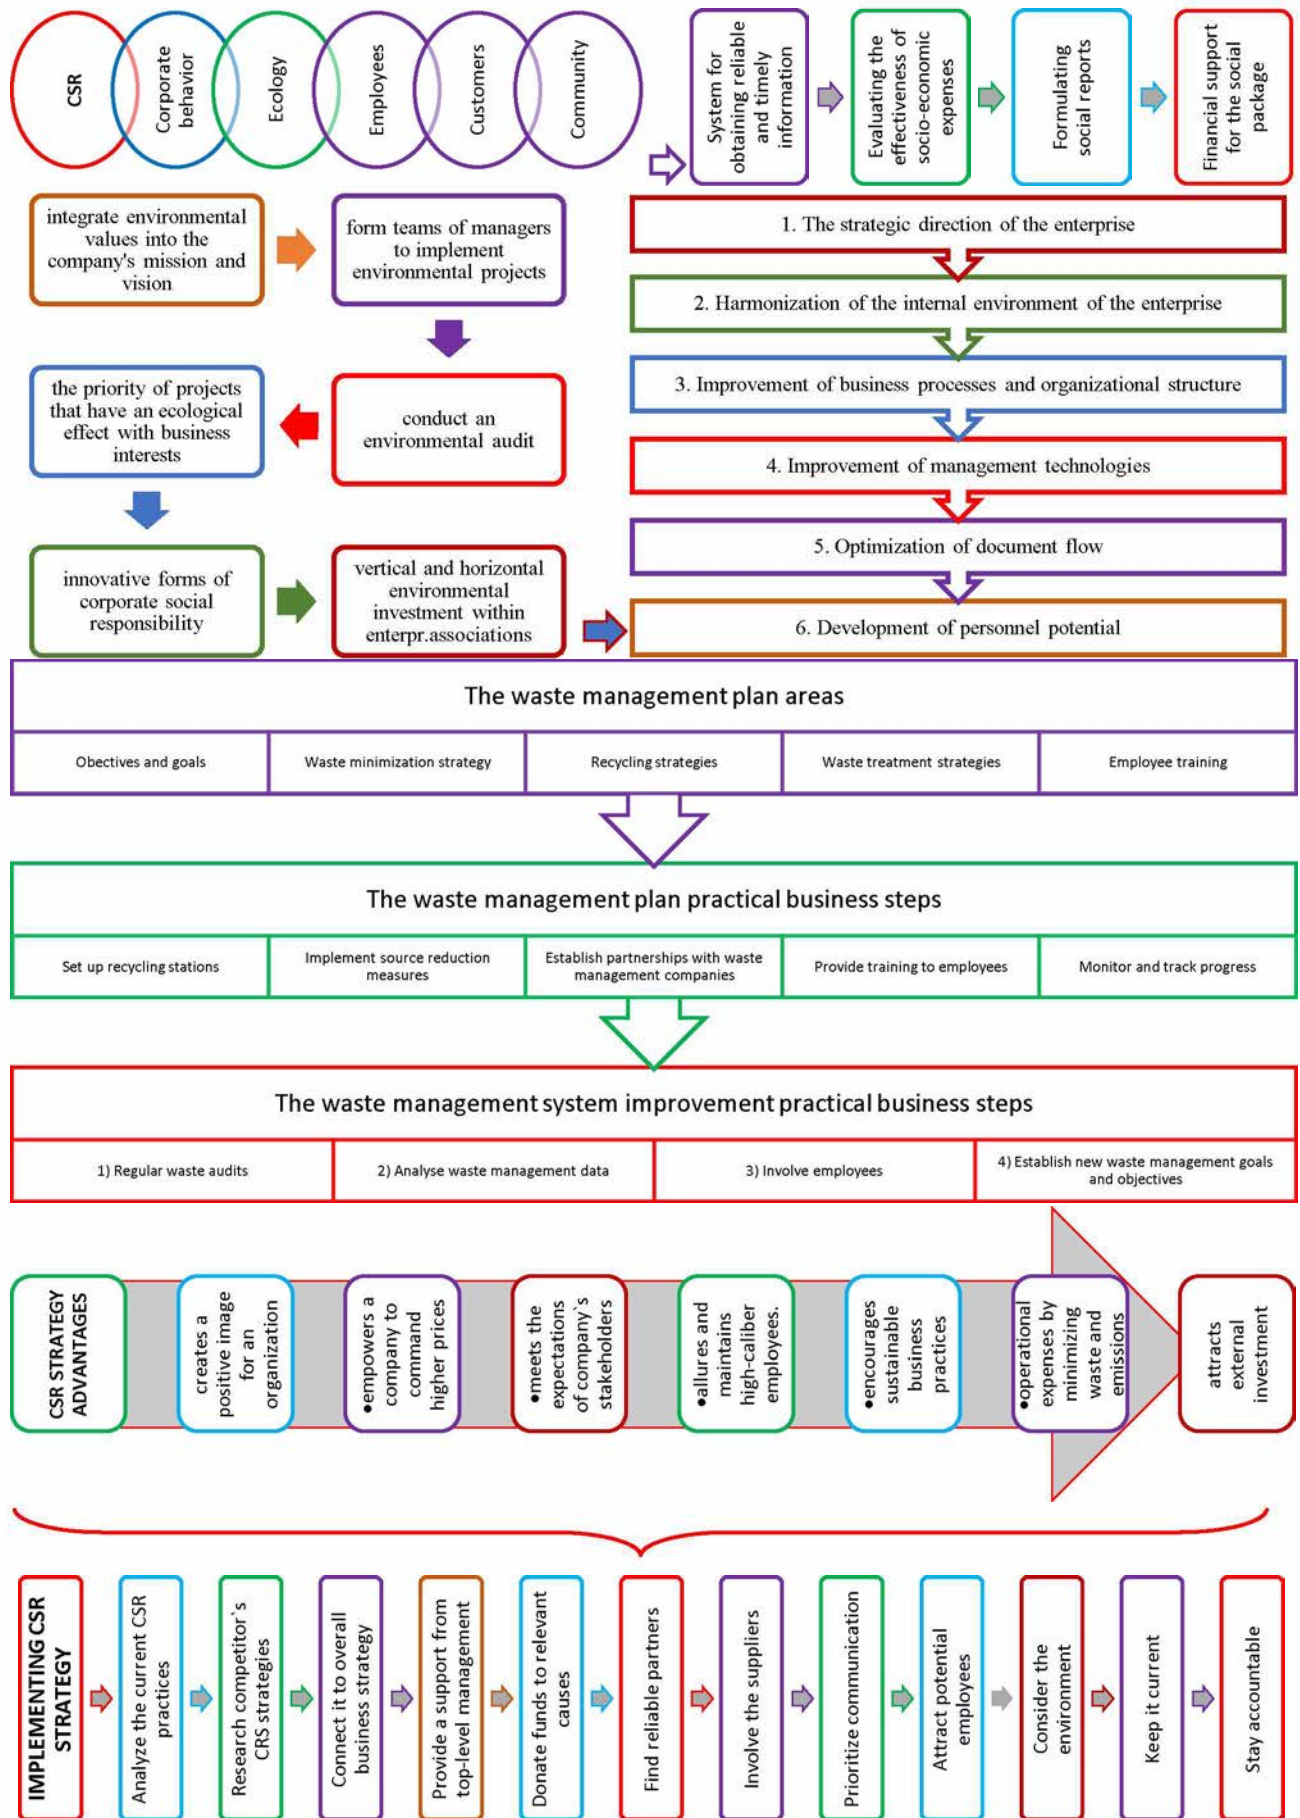 CSR
Corporate
behavior
Ecology
Employees
Customers
Community
System for
obtaining reliable
and timely
information
Evaluating the
effectiveness of
socio-economic
expenses
Formulating
social reports
Financial support
for the social
package
integrate environmental
values into the
company's mission and
vision
form teams of managers
to implement
environmental projects
the priority of projects
that have an ecological
effect with business
interests
conduct an
environmental audit
innovative forms of
corporate social
responsibility
vertical and horizontal
environmental
investment within
enterpr.associations
1. The strategic direction of the enterprise
2. Harmonization of the internal environment of the enterprise
3. Improvement of business processes and organizational structure
4. Improvement of management technologies
5. Optimization of document flow
6. Development of personnel potential
The waste management plan areas
Obectives and goals
Waste minimization strategy
Recycling strategies
Waste treatment strategies
Employee training
The waste management plan practical business steps
Set up recycling stations
Implement source reduction
measures
Establish partnerships with waste
management companies
Provide training to employees
Monitor and track progress
The waste management system improvement practical business steps
1) Regular waste audits
2) Analyse waste management data
3) Involve employees
4) Establish new waste management goals
and objectives
CSR STRATEGY
ADVANTAGES
creates a
positive image
for an
organization
•empowers a
company to
command
higher prices
•meets the
expectations
of company`s
stakeholders
•allures and
maintains
high-caliber
employees.
•encourages
sustainable
business
practices
•operational
expenses by
minimizing
waste and
emissions
attracts
external
investment
IMPLEMENTING CSR
STRATEGY
Analyze the current CSR
practices
Research competitor`s
CRS strategies
Connect it to overall
business strategy
Provide a support from
top-level management
Donate funds to relevant
causes
Find reliable partners
Involve the suppliers
Prioritize communication
Attract potential
employees
Consider the
environment
Keep it current
Stay accountable